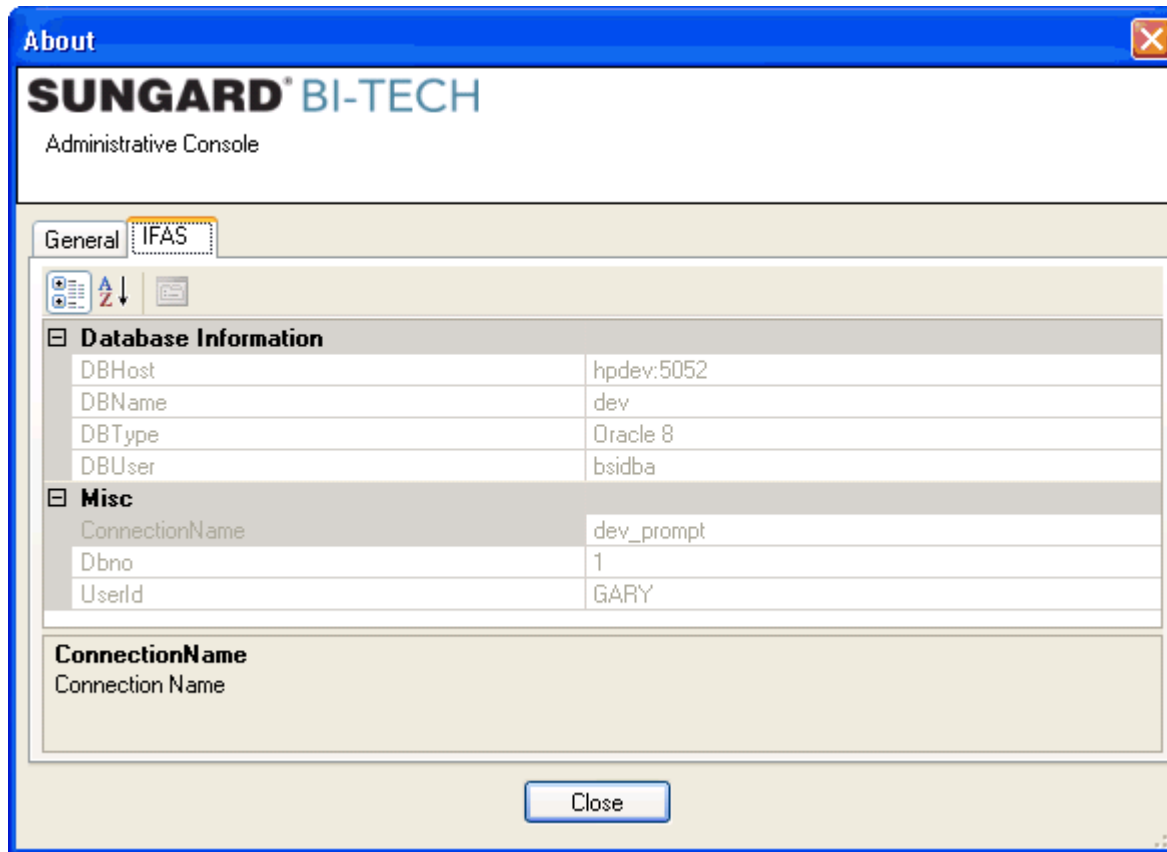 About
SUNGARD® BI-TECH
Administrative Console
General IFAS
A
Z
Database Information
DBHost hpdev:5052
DBName dev
DBType Oracle 8
DBUser bsidba
Misc
ConnectionName dev_prompt
Dbno 1
UserId GARY
ConnectionName
Connection Name
Close